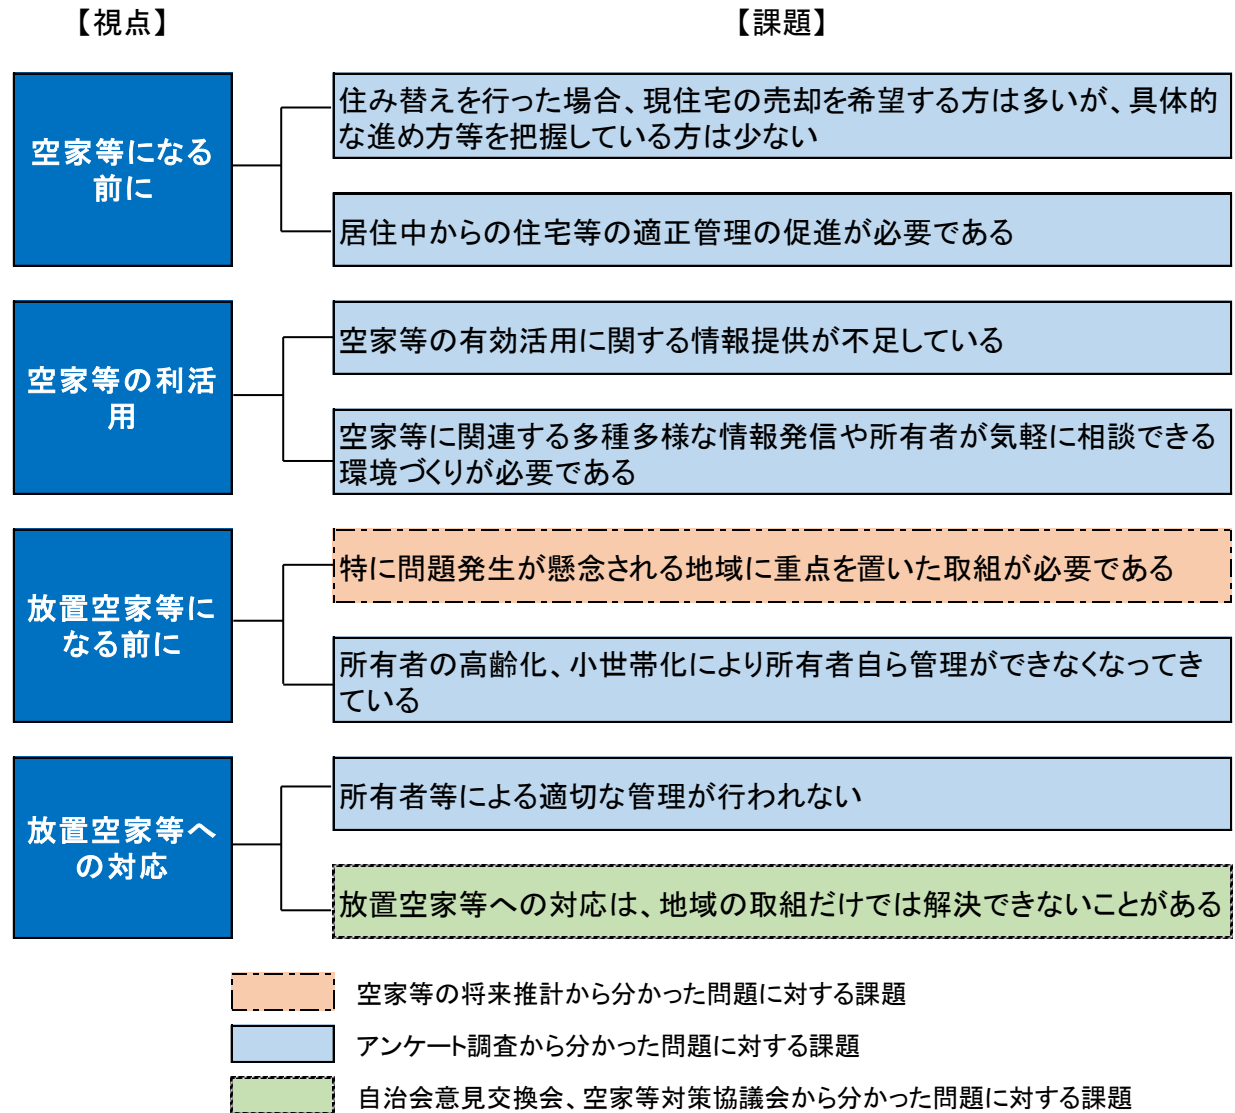 【視点】
【課題】
空家等になる
前に
住み替えを行った場合、現住宅の売却を希望する方は多いが、具体的
な進め方等を把握している方は少ない
居住中からの住宅等の適正管理の促進が必要である
空家等の利活
用
空家等の有効活用に関する情報提供が不足している
空家等に関連する多種多様な情報発信や所有者が気軽に相談できる
環境づくりが必要である
放置空家等に
なる前に
特に問題発生が懸念される地域に重点を置いた取組が必要である
所有者の高齢化、小世帯化により所有者自ら管理ができなくなってき
ている
放置空家等へ
の対応
所有者等による適切な管理が行われない
放置空家等への対応は、地域の取組だけでは解決できないことがある
空家等の将来推計から分かった問題に対する課題
アンケート調査から分かった問題に対する課題
自治会意見交換会、空家等対策協議会から分かった問題に対する課題